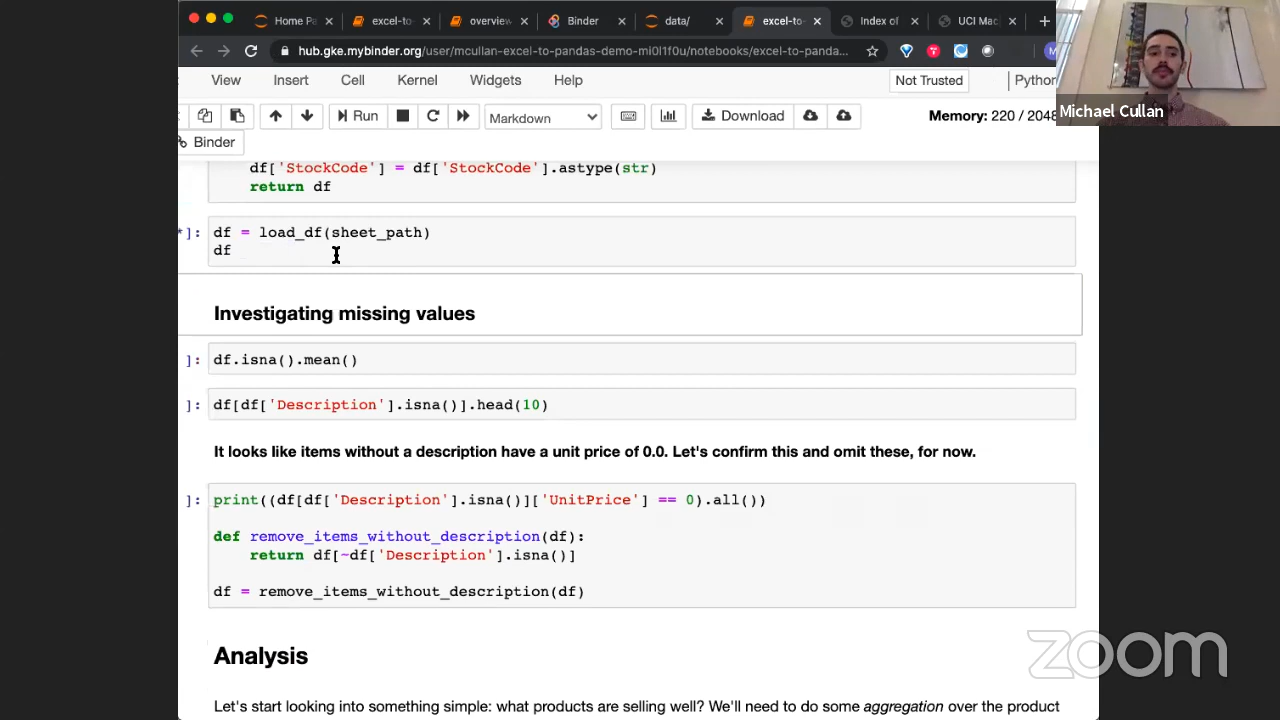 Home Pa
excel-to-
overview
Binder
data/
excel-to-
Index of
UCI Mac
hub.gke.mybinder.org/user/mcullan-excel-to-pandas-demo-mi0l1f0u/notebooks/excel-to-panda...
View Insert Cell Kernel Widgets Help Not Trusted Python
Run Markdown Download Memory: 220 / 2048
Binder
Michael Cullan
df['StockCode'] = df['StockCode'].astype(str)
return df
*]: df = load_df(sheet_path)
df
Investigating missing values
]: df.isna().mean()
]: df[df['Description'].isna()].head(10)
It looks like items without a description have a unit price of 0.0. Let's confirm this and omit these, for now.
]: print((df[df['Description'].isna()]['UnitPrice'] == 0).all())
def remove_items_without_description(df):
return df[~df['Description'].isna()]
df = remove_items_without_description(df)
Analysis
Let's start looking into something simple: what products are selling well? We'll need to do some aggregation over the product
zoom